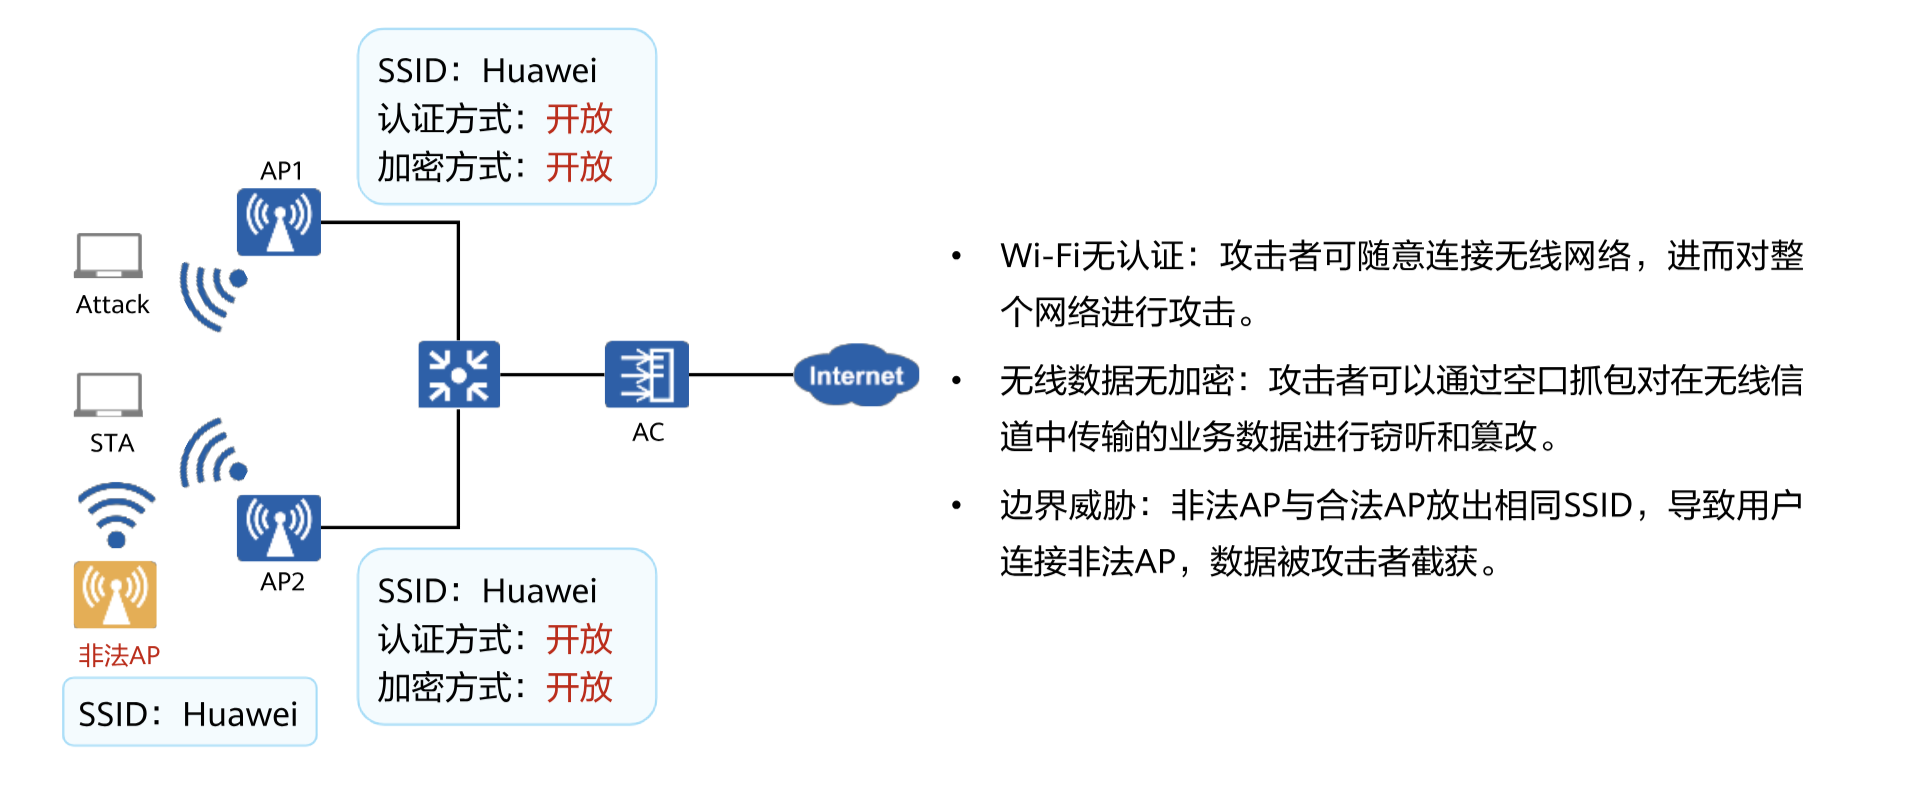 SSID：Huawei
认证方式：开放
加密方式：开放
AP1
Attack
STA
AC
Internet
AP2
非法AP
SSID：Huawei
SSID：Huawei
认证方式：开放
加密方式：开放
• Wi-Fi无认证：攻击者可随意连接无线网络，进而对整
个网络进行攻击。
• 无线数据无加密：攻击者可以通过空口抓包对在无线信
道中传输的业务数据进行窃听和篡改。
• 边界威胁：非法AP与合法AP放出相同SSID，导致用户
连接非法AP，数据被攻击者截获。